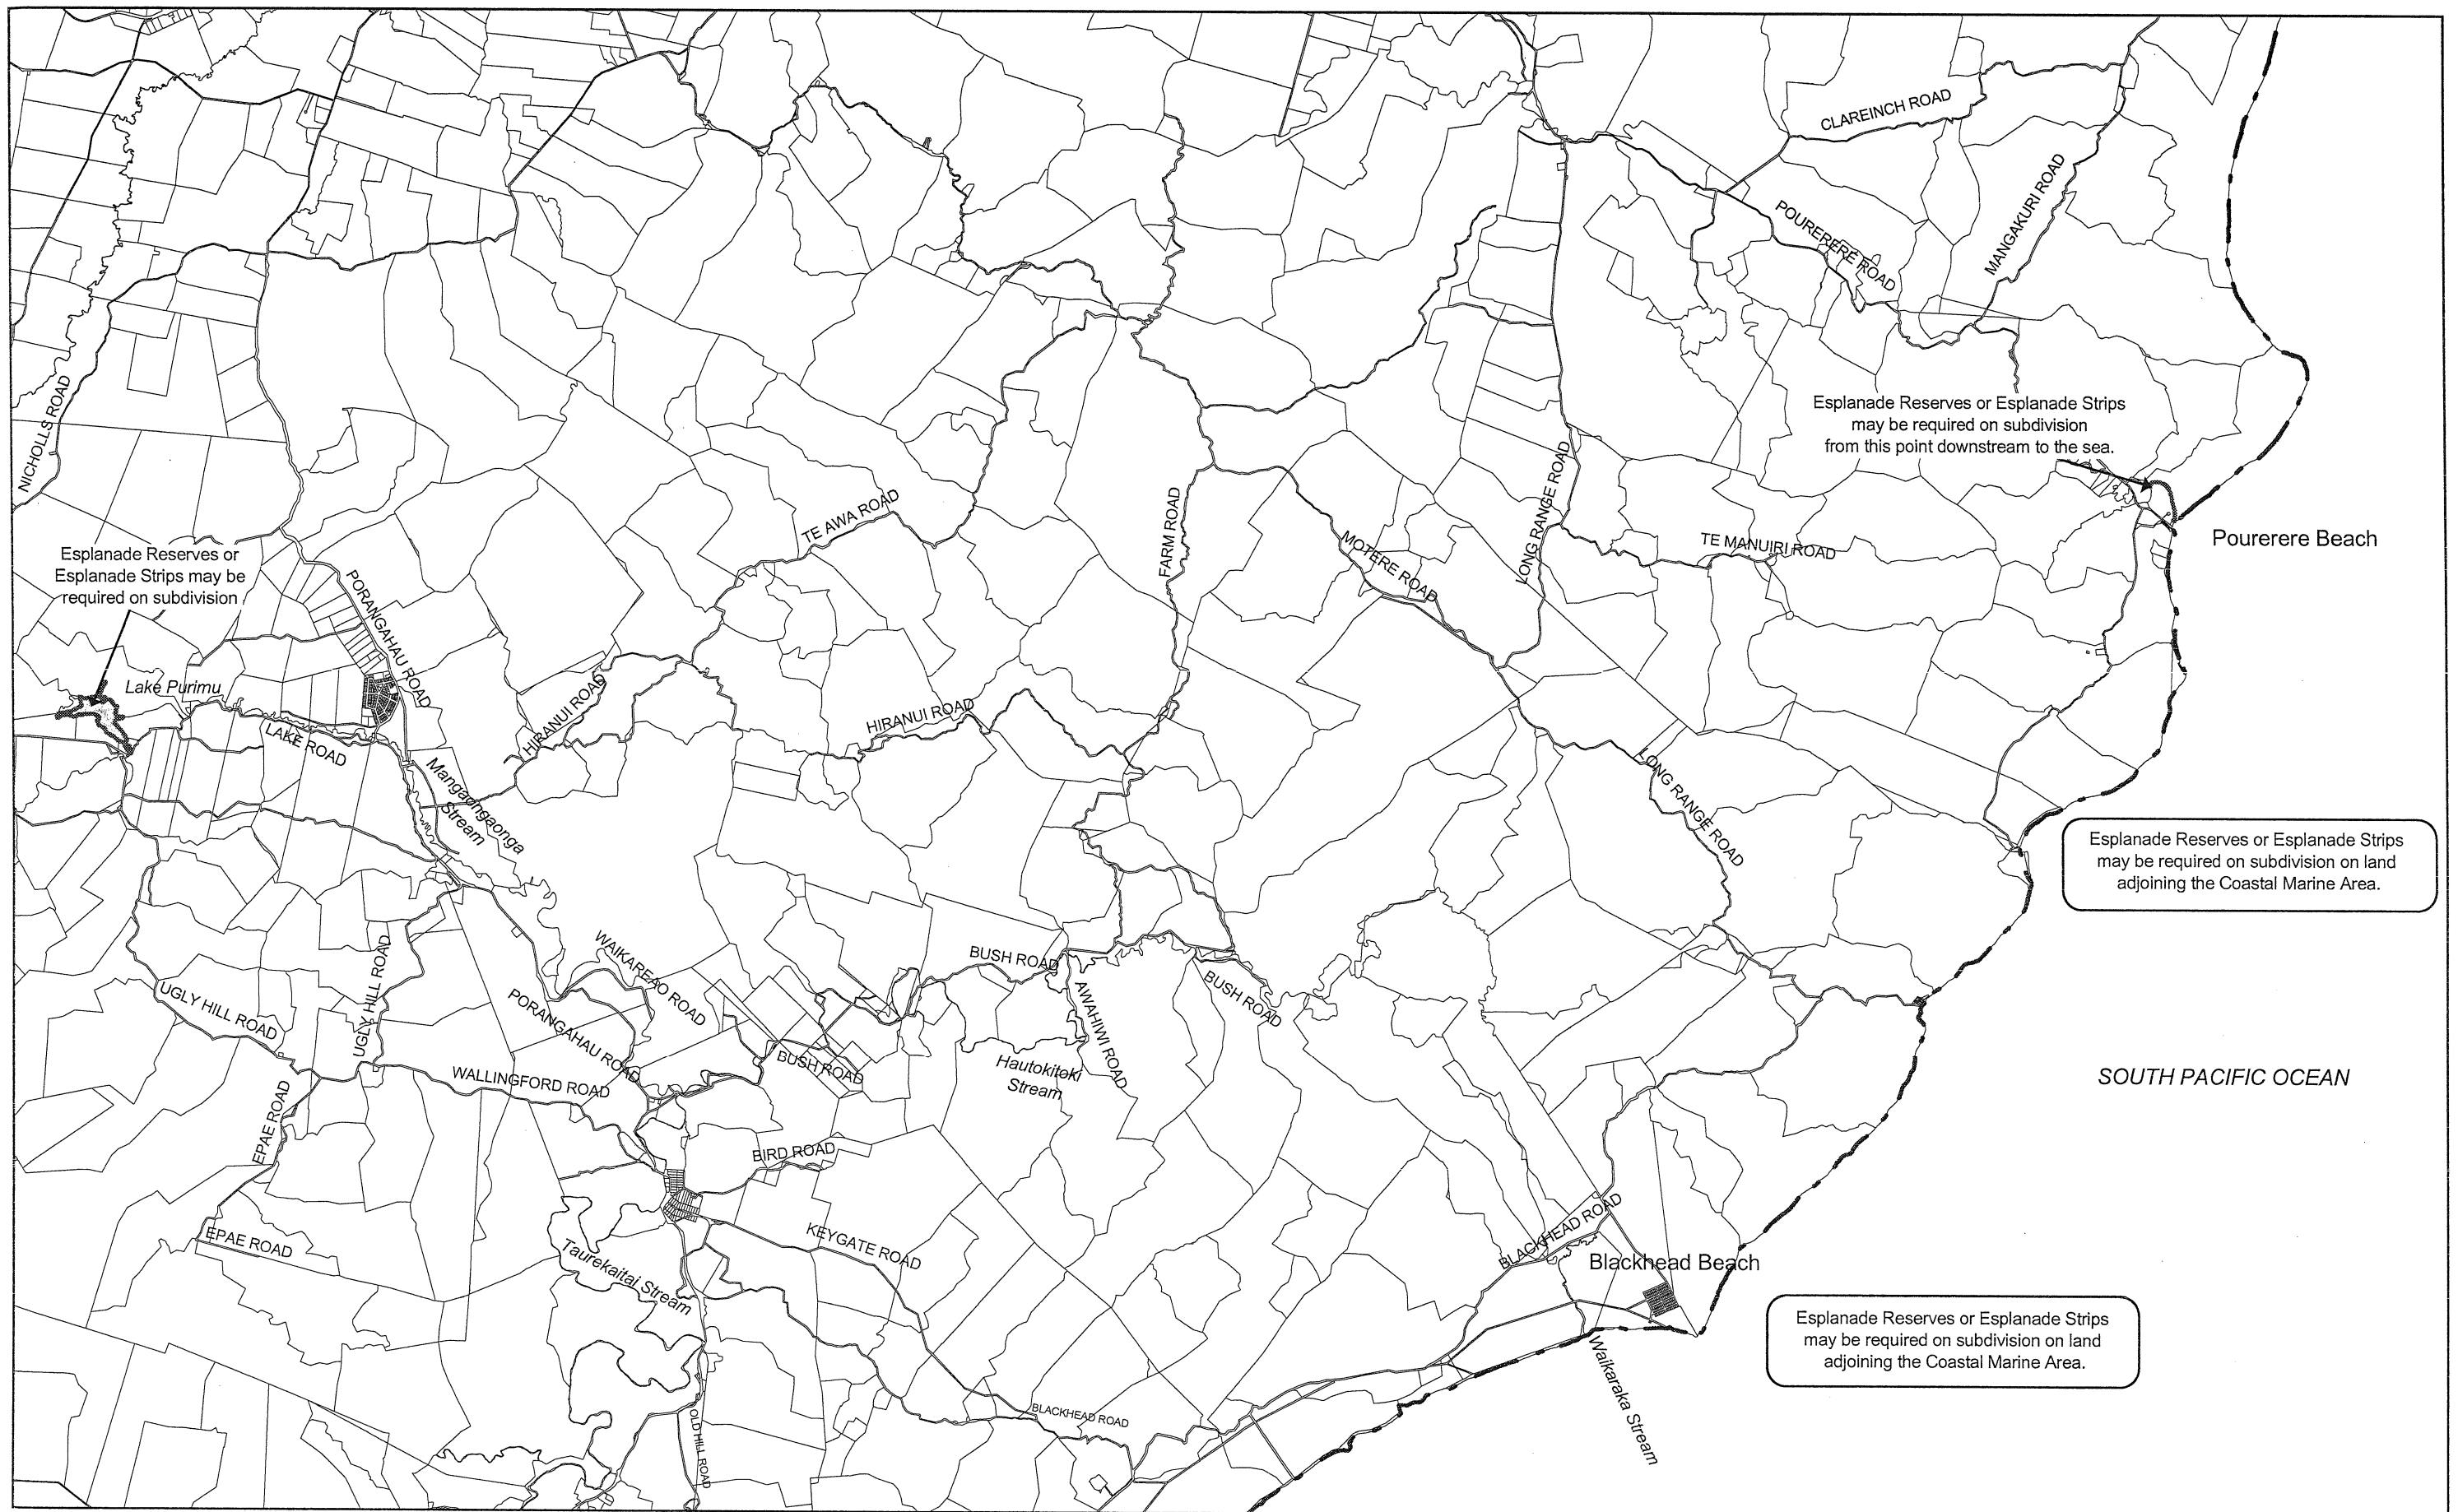 CLAREINCH ROAD
MANGAKURI ROAD
POURERERE ROAD
NICHOLLS ROAD
Esplanade Reserves or Esplanade Strips
may be required on subdivision
from this point downstream to the sea.
LONG RANGE ROAD
TE AWA ROAD
FARM ROAD
MOTERE ROAD
TE MANUIRI ROAD
Pourerere Beach
Esplanade Reserves or
Esplanade Strips may be
required on subdivision
PORANGAHAU ROAD
Lake Purimu
LAKE ROAD
HIRANUI ROAD
HIRANUI ROAD
Mangaongaonga
Stream
LONG RANGE ROAD
Esplanade Reserves or Esplanade Strips
may be required on subdivision on land
adjoining the Coastal Marine Area.
WAIKAREAO ROAD
BUSH ROAD
BUSH ROAD
UGLY HILL ROAD
UGLY HILL ROAD
PORANGAHAU ROAD
AWAHIWI ROAD
BUSH ROAD
Hautokitoki
Stream
WALLINGFORD ROAD
SOUTH PACIFIC OCEAN
EPAE ROAD
BIRD ROAD
EPAE ROAD
KEYGATE ROAD
Taurekaitai Stream
BLACKHEAD ROAD
Blackhead Beach
Esplanade Reserves or Esplanade Strips
may be required on subdivision on land
adjoining the Coastal Marine Area.
Waikaraka Stream
BLACKHEAD ROAD
OLD HILL ROAD